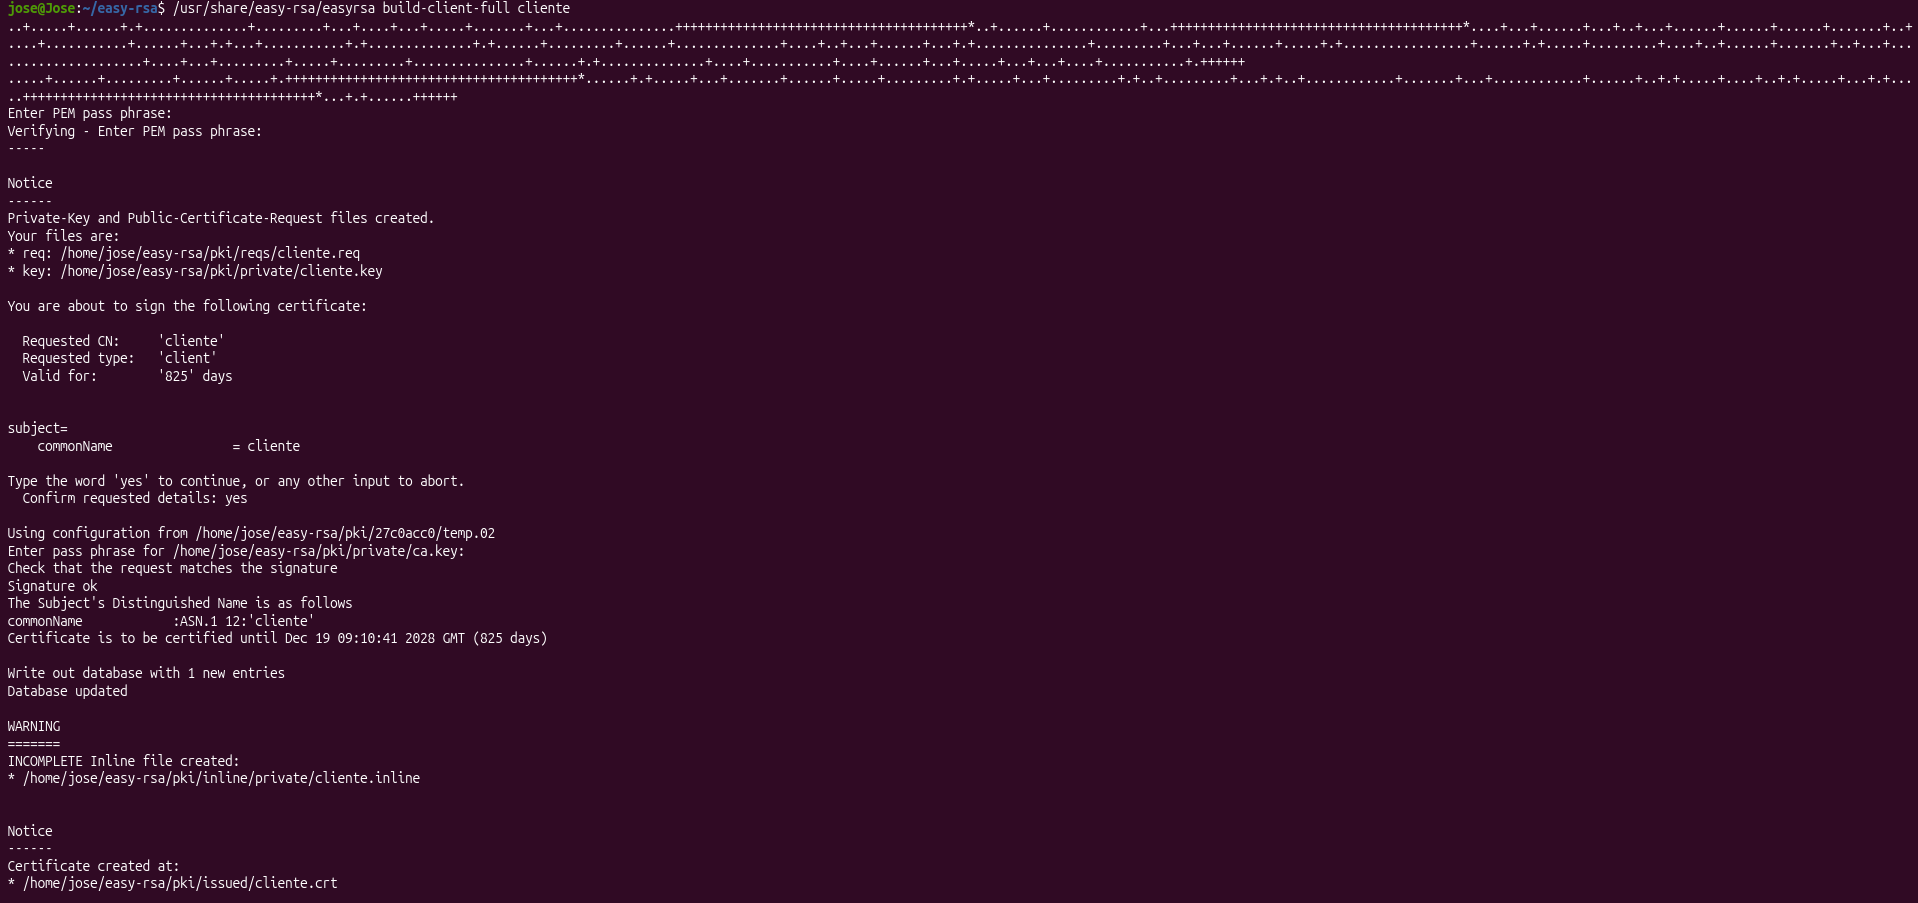 jose@Jose:~/easy-rsa$ /usr/share/easy-rsa/easyrsa build-client-full cliente
Enter PEM pass phrase:
Verifying - Enter PEM pass phrase:
-----
Notice
------
Private-Key and Public-Certificate-Request files created.
Your files are:
* req: /home/jose/easy-rsa/pki/reqs/cliente.req
* key: /home/jose/easy-rsa/pki/private/cliente.key
You are about to sign the following certificate:
Requested CN:     'cliente'
Requested type:   'client'
Valid for:        '825' days
subject=
commonName                = cliente
Type the word 'yes' to continue, or any other input to abort.
Confirm requested details: yes
Using configuration from /home/jose/easy-rsa/pki/27c0acc0/temp.02
Enter pass phrase for /home/jose/easy-rsa/pki/private/ca.key:
Check that the request matches the signature
Signature ok
The Subject's Distinguished Name is as follows
commonName            :ASN.1 12:'cliente'
Certificate is to be certified until Dec 19 09:10:41 2028 GMT (825 days)
Write out database with 1 new entries
Database updated
WARNING
=======
INCOMPLETE Inline file created:
* /home/jose/easy-rsa/pki/inline/private/cliente.inline
Notice
------
Certificate created at:
* /home/jose/easy-rsa/pki/issued/cliente.crt